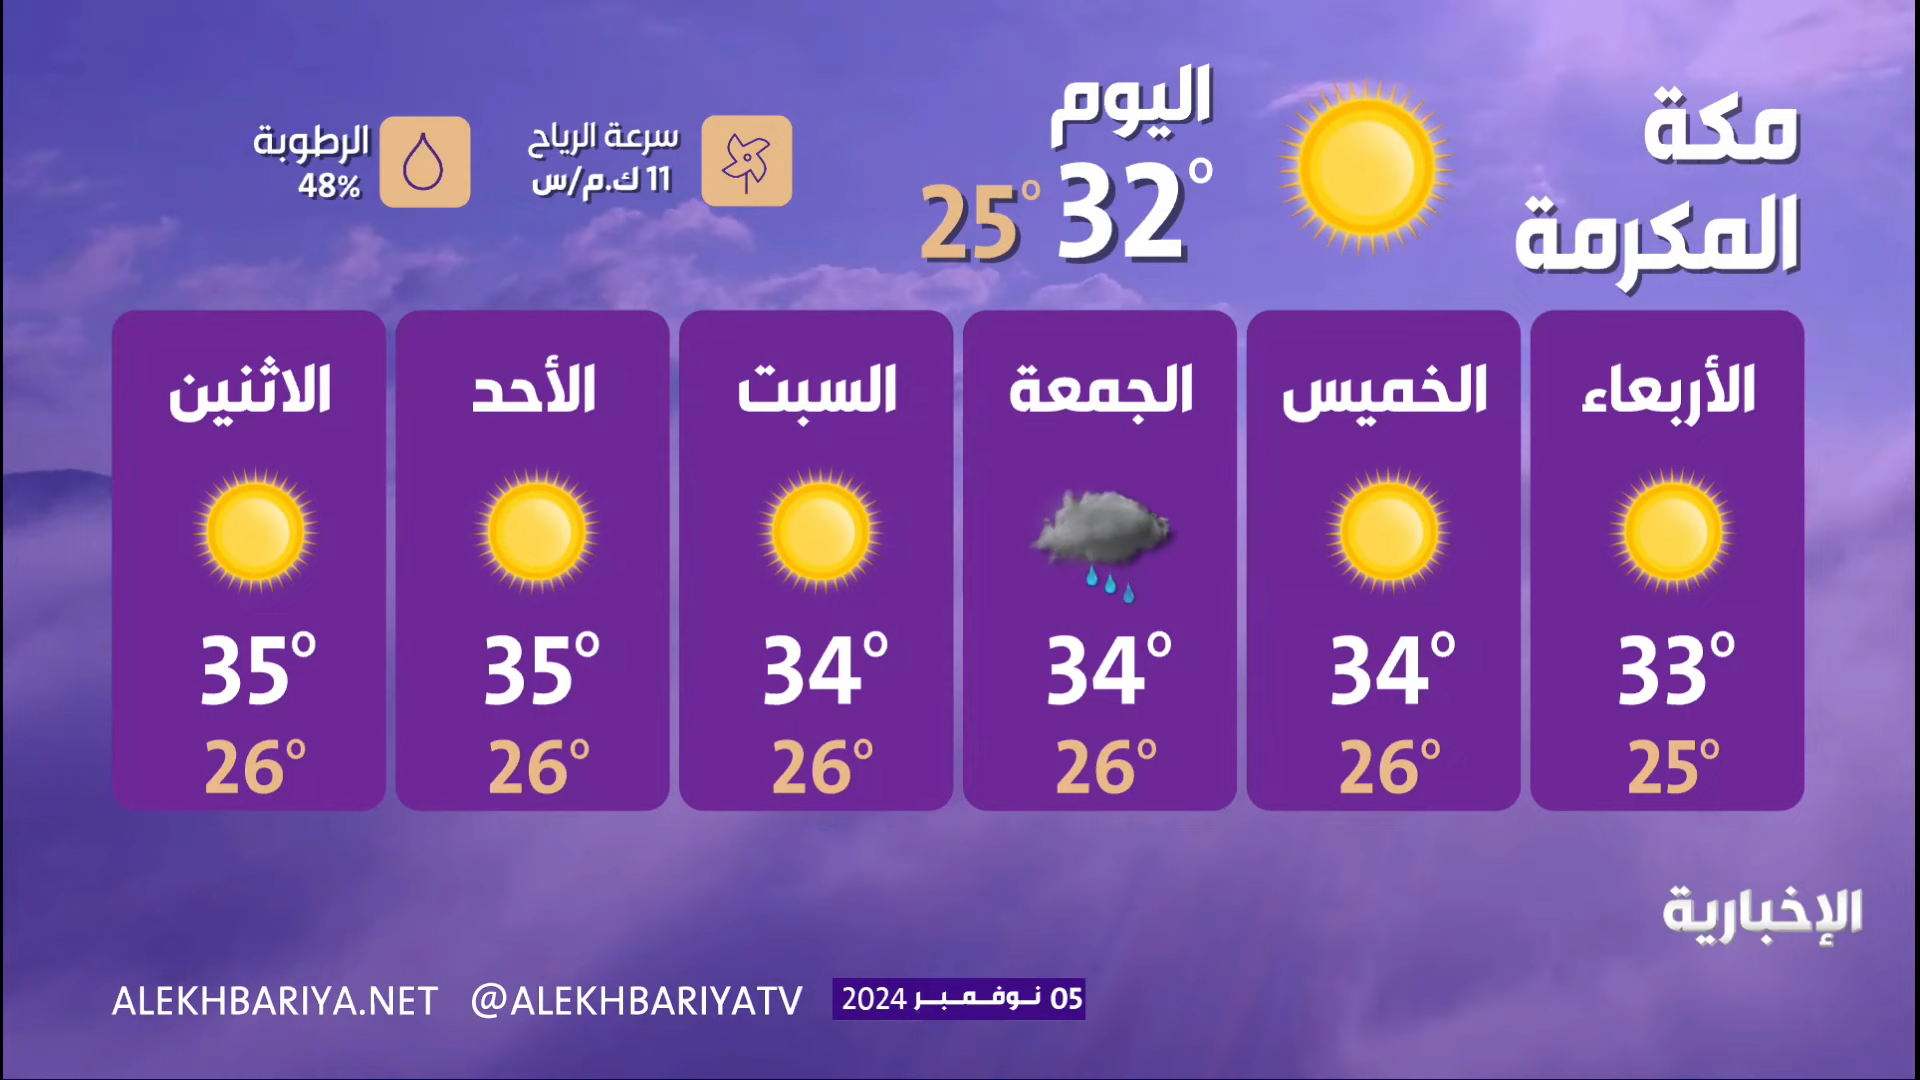 مكة
المكرمة
اليوم
32° 25°
سرعة الرياح
11 ك.م/س
الرطوبة
48%
الأربعاء
33°
25°
الخميس
34°
26°
الجمعة
34°
26°
السبت
34°
26°
الأحد
35°
26°
الاثنين
35°
26°
الإخبارية
05 نوفمبر 2024
@ALEKHBARIYATV
ALEKHBARIYA.NET